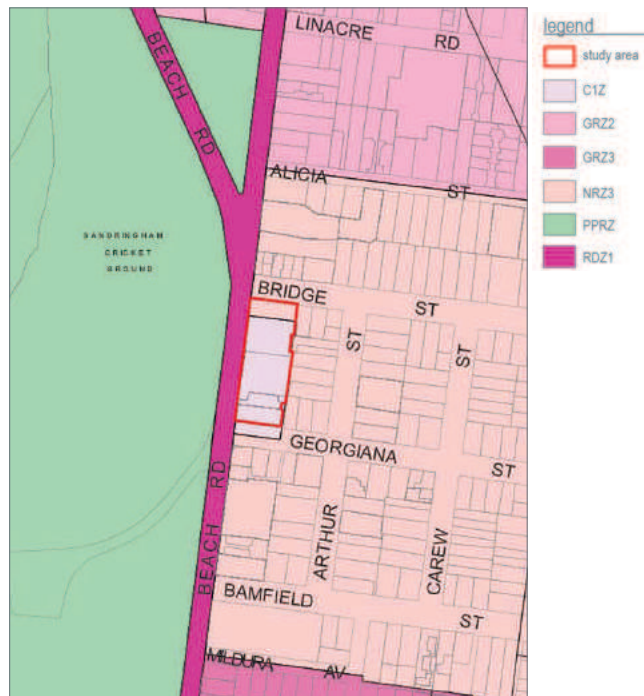 LINACRE RD
BEACH RD
ALICIA ST
SANDRINGHAM
CRICKET
GROUND
BRIDGE ST
ST
ST
GEORGIANA ST
BEACH RD
ARTHUR
CAREW
BAMFIELD ST
MILDURA AV
legend
study area
C1Z
GRZ2
GRZ3
NRZ3
PPRZ
RDZ1